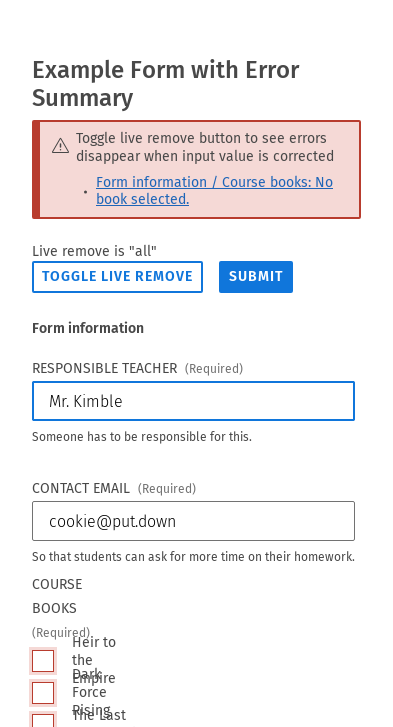 Example Form with Error
Summary
Toggle live remove button to see errors
disappear when input value is corrected
Form information / Course books: No
book selected.
Live remove is "all"
TOGGLE LIVE REMOVE
SUBMIT
Form information
RESPONSIBLE TEACHER (Required)
Mr. Kimble
Someone has to be responsible for this.
CONTACT EMAIL (Required)
cookie@put.down
So that students can ask for more time on their homework.
COURSE
BOOKS
(Required)
Heir to
the
Empire
Dark
Force
Rising
The Last